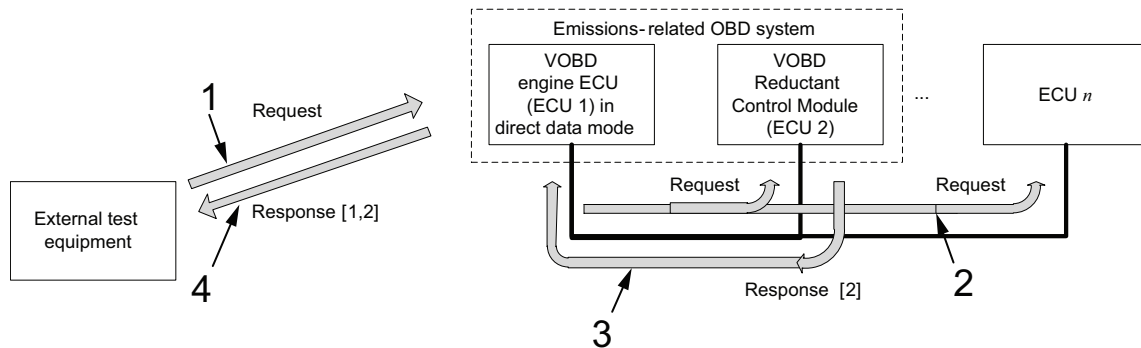 Emissions-related OBD system
VOBD
engine ECU
(ECU 1) in
direct data mode
VOBD
Reductant
Control Module
(ECU 2)
...
ECU n
1
Request
External test
equipment
Response [1,2]
4
Request
Request
2
3
Response [2]